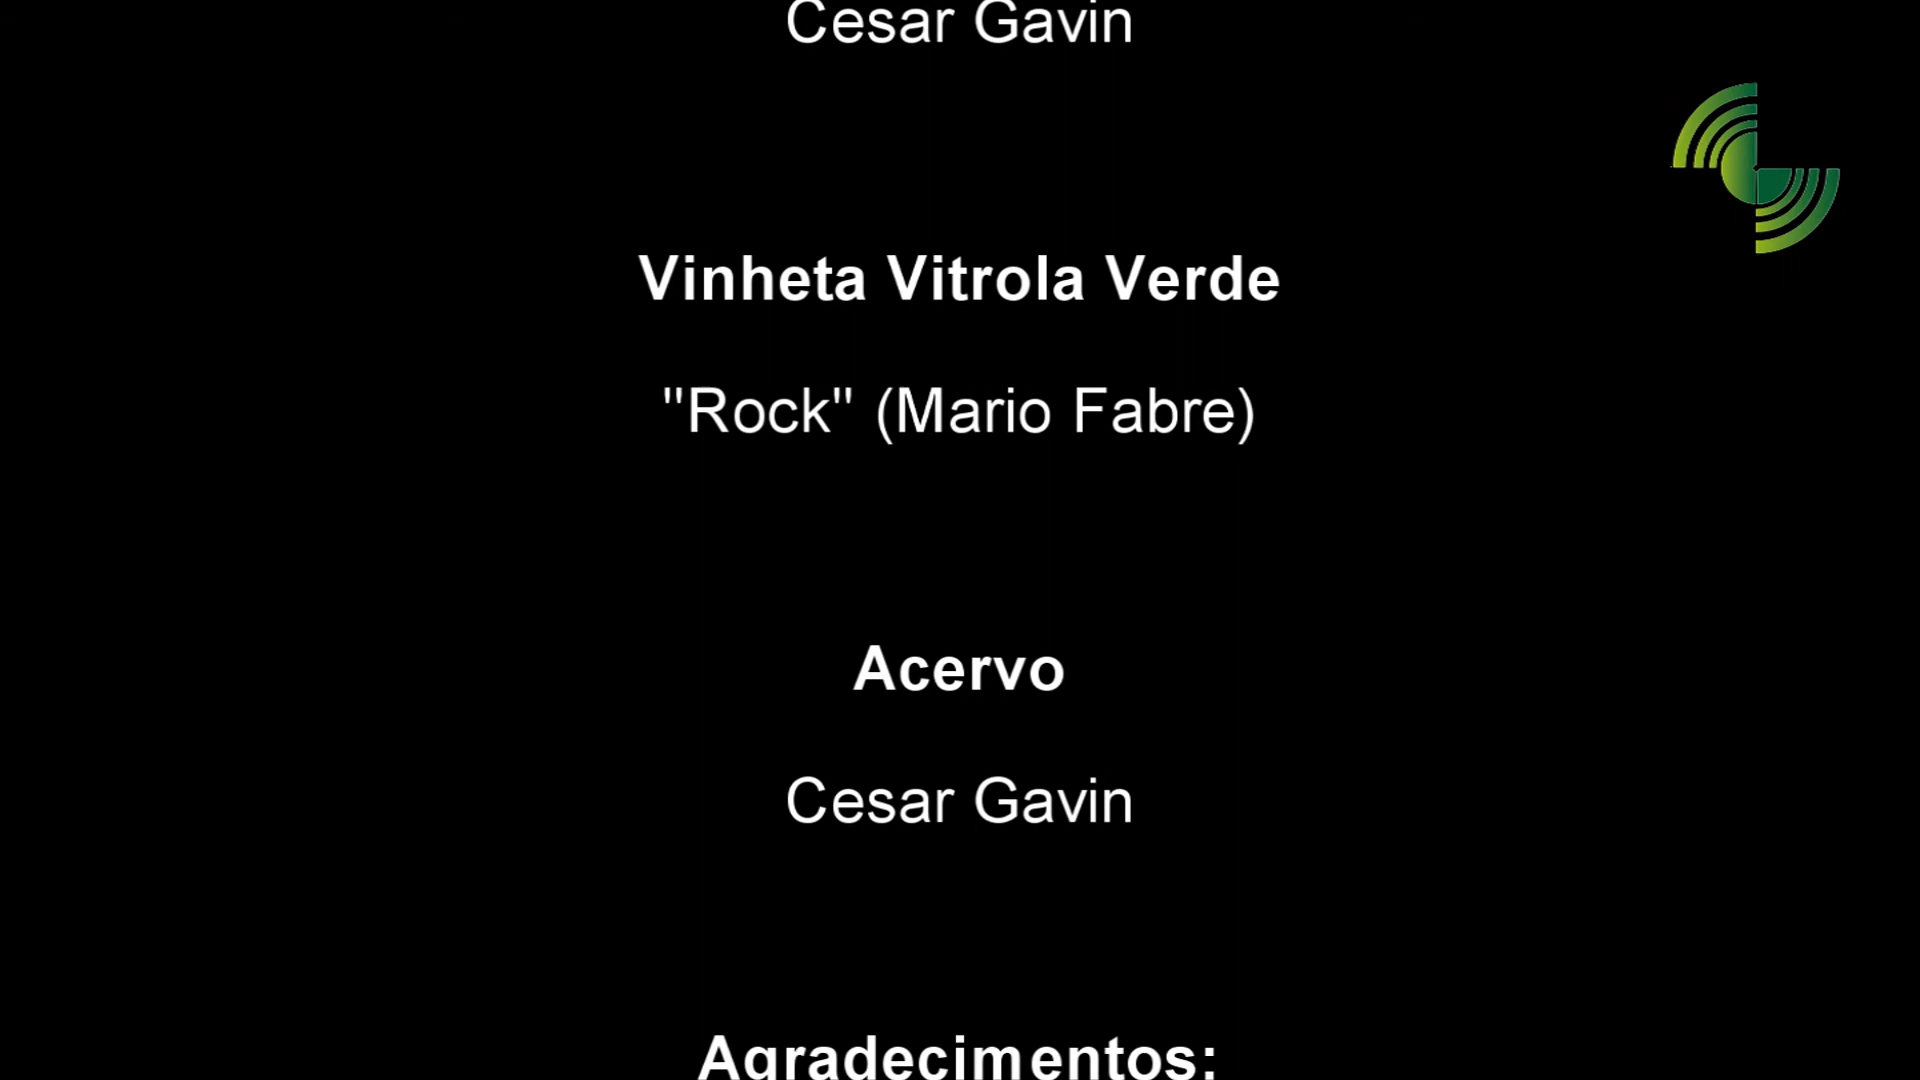 Cesar Gavin
Vinheta Vitrola Verde
"Rock" (Mario Fabre)
Acervo
Cesar Gavin
Agradecimentos: